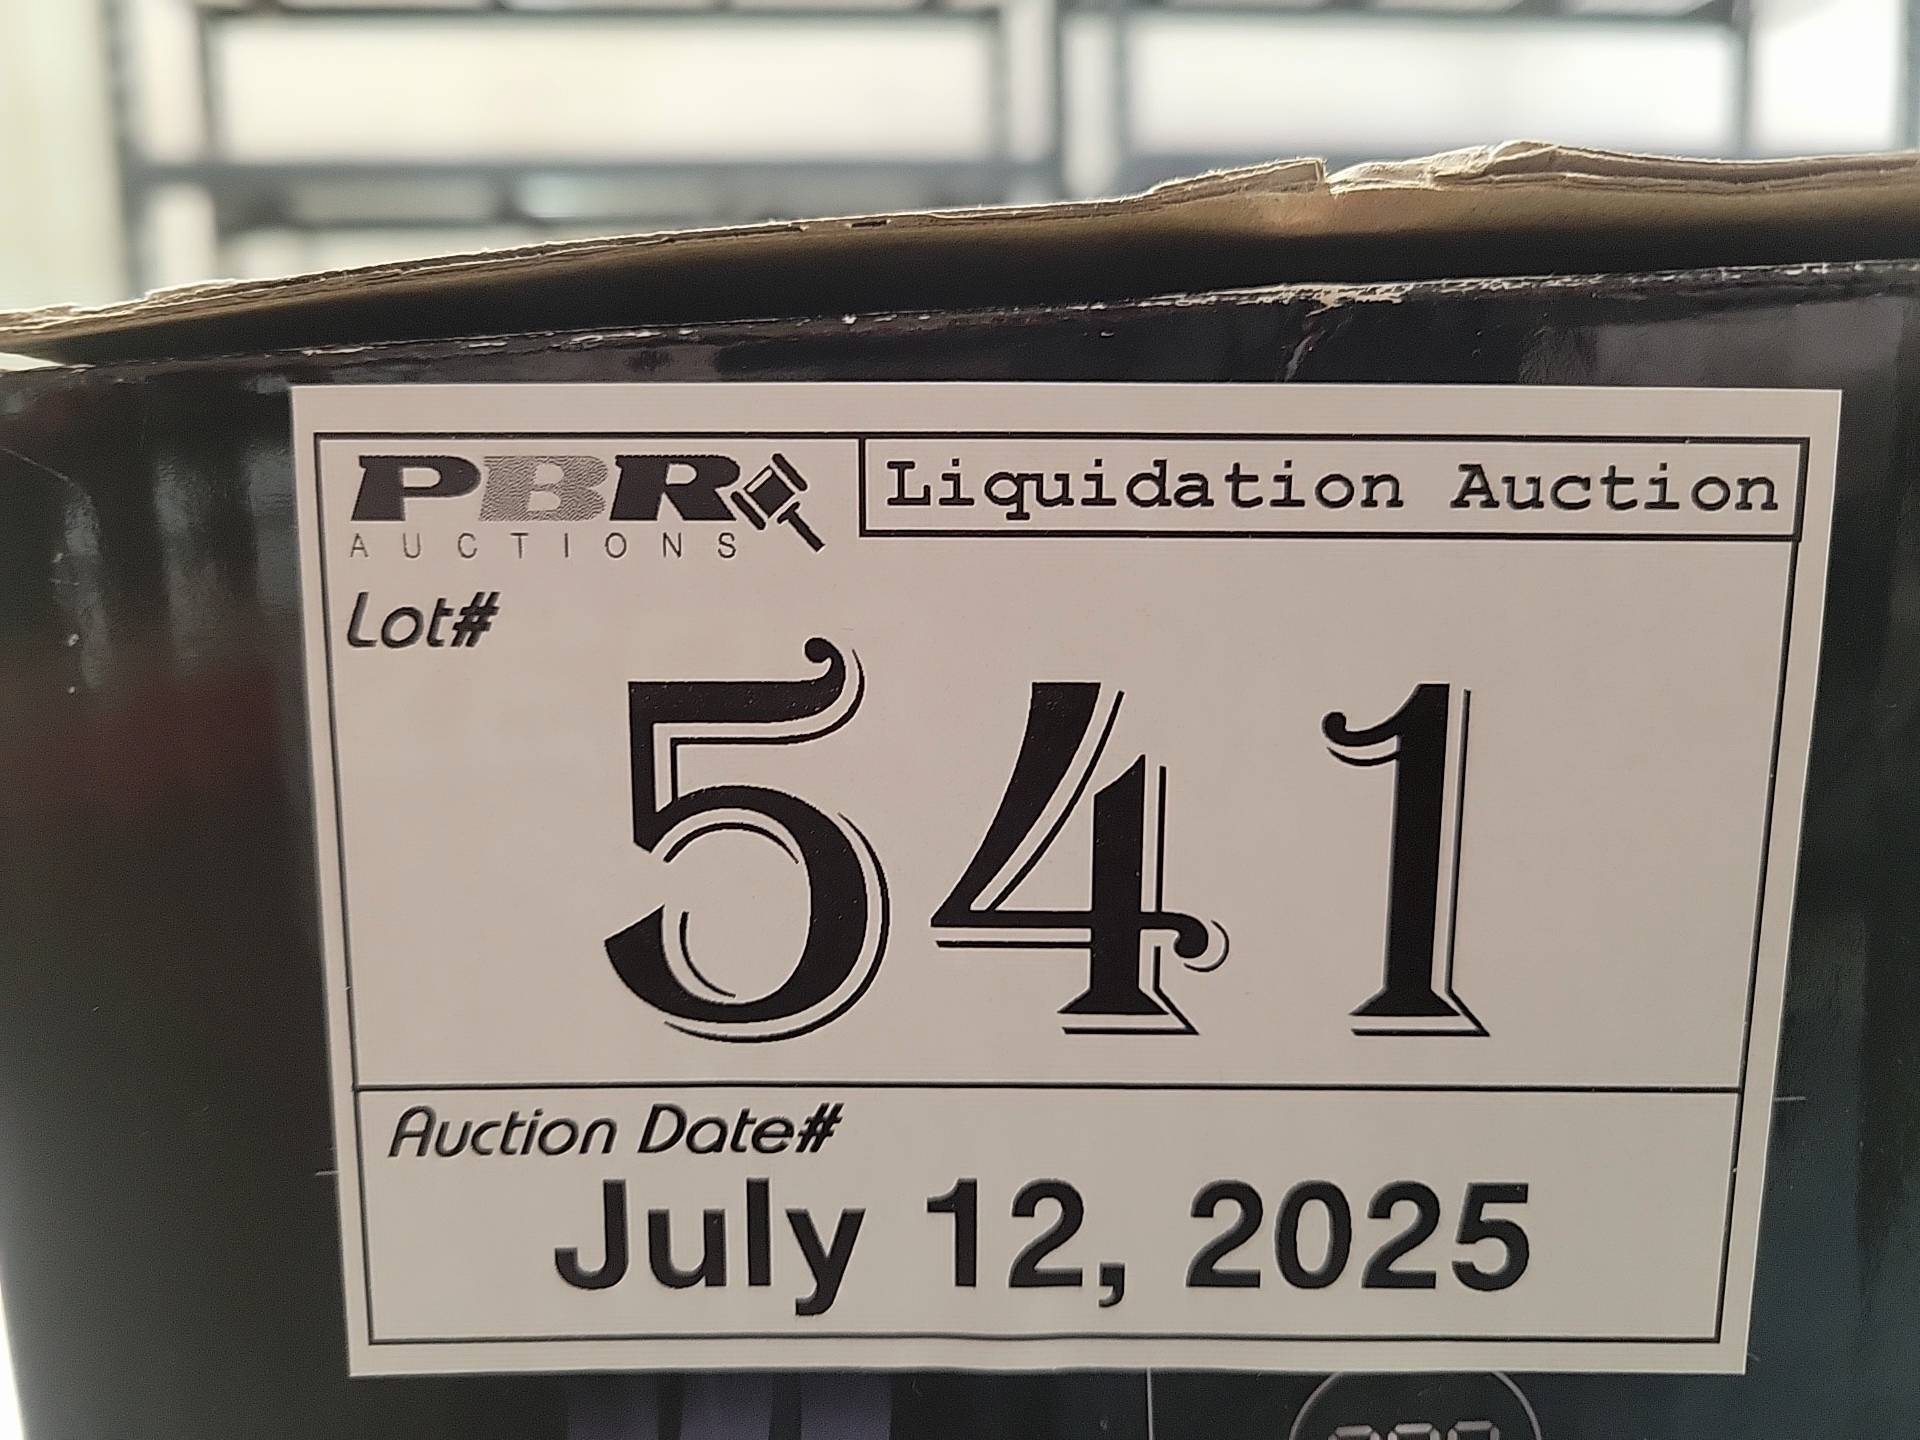 PBR
AUCTIONS
Liquidation Auction
Lot#
541
Auction Date#
July 12, 2025